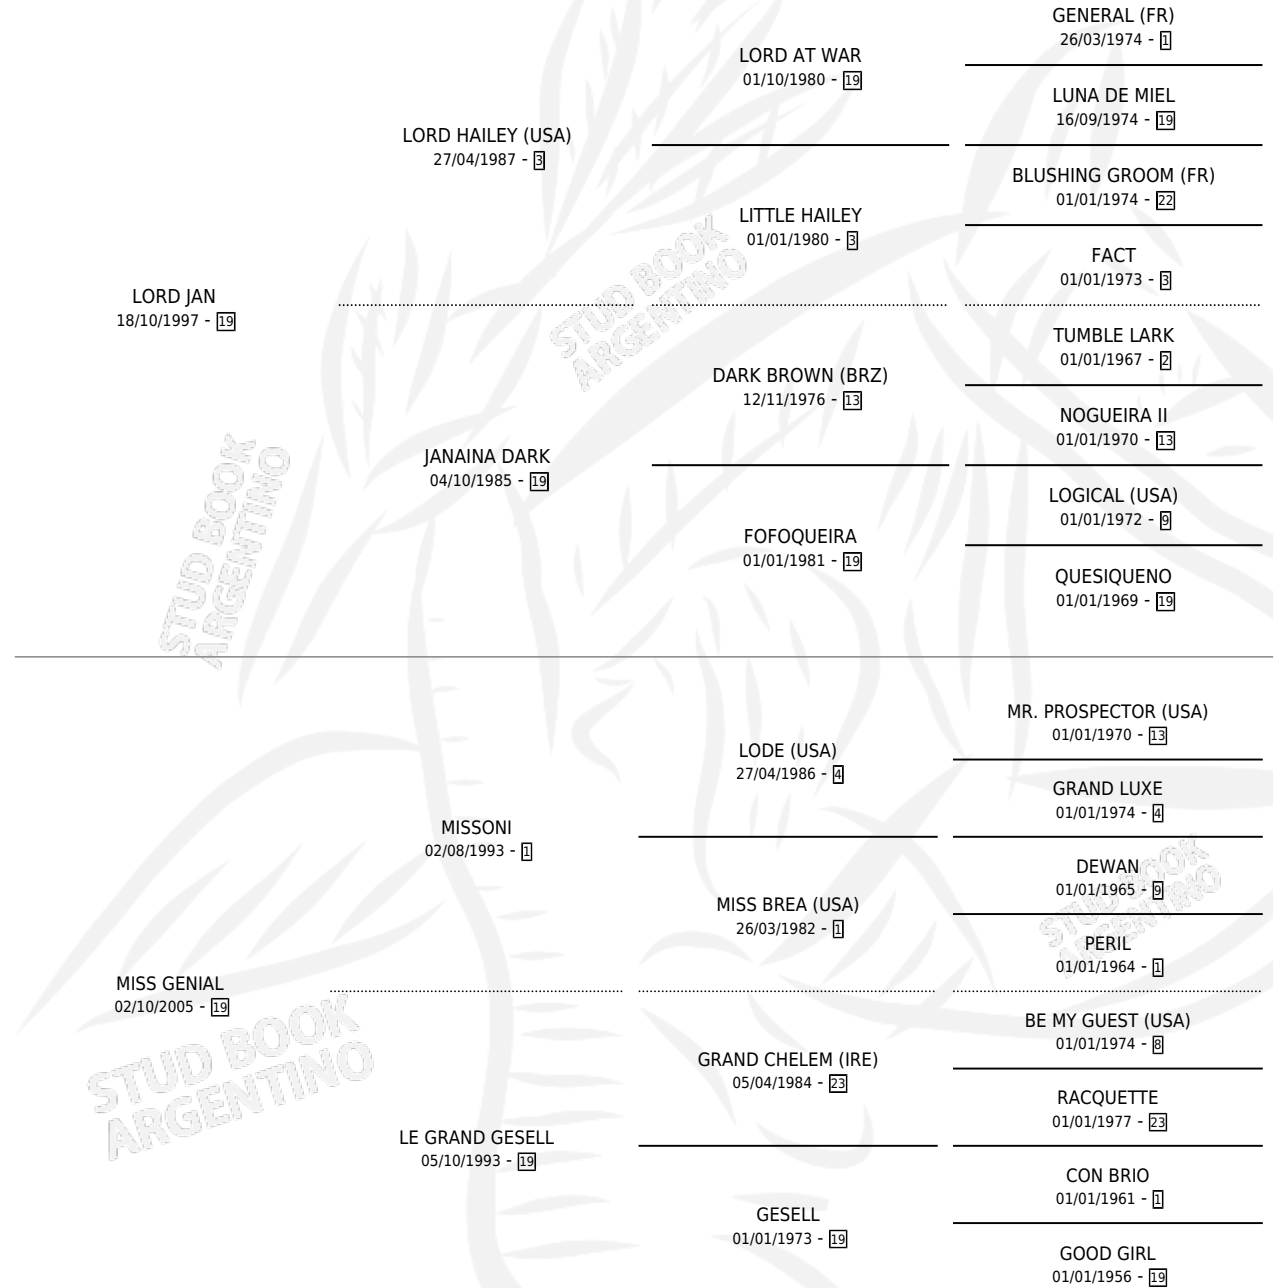 GENERAL (FR)
26/03/1974 - 1
LORD AT WAR
01/10/1980 - 19
LUNA DE MIEL
16/09/1974 - 19
LORD HAILEY (USA)
27/04/1987 - 3
BLUSHING GROOM (FR)
01/01/1974 - 22
LITTLE HAILEY
01/01/1980 - 3
FACT
01/01/1973 - 3
LORD JAN
18/10/1997 - 19
TUMBLE LARK
01/01/1967 - 2
DARK BROWN (BRZ)
12/11/1976 - 13
NOGUEIRA II
01/01/1970 - 13
JANAINA DARK
04/10/1985 - 19
LOGICAL (USA)
01/01/1972 - 9
FOFOQUEIRA
01/01/1981 - 19
QUESIQUENO
01/01/1969 - 19
MR. PROSPECTOR (USA)
01/01/1970 - 13
LODE (USA)
27/04/1986 - 4
GRAND LUXE
01/01/1974 - 4
MISSONI
02/08/1993 - 1
DEWAN
01/01/1965 - 9
MISS BREA (USA)
26/03/1982 - 1
PERIL
01/01/1964 - 1
MISS GENIAL
02/10/2005 - 19
BE MY GUEST (USA)
01/01/1974 - 8
GRAND CHELEM (IRE)
05/04/1984 - 23
RACQUETTE
01/01/1977 - 23
LE GRAND GESELL
05/10/1993 - 19
CON BRIO
01/01/1961 - 1
GESELL
01/01/1973 - 19
GOOD GIRL
01/01/1956 - 19
STUD BOOK
ARGENTINO
STUD BOOK
ARGENTINO
STUD BOOK
ARGENTINO
STUD BOOK
ARGENTINO